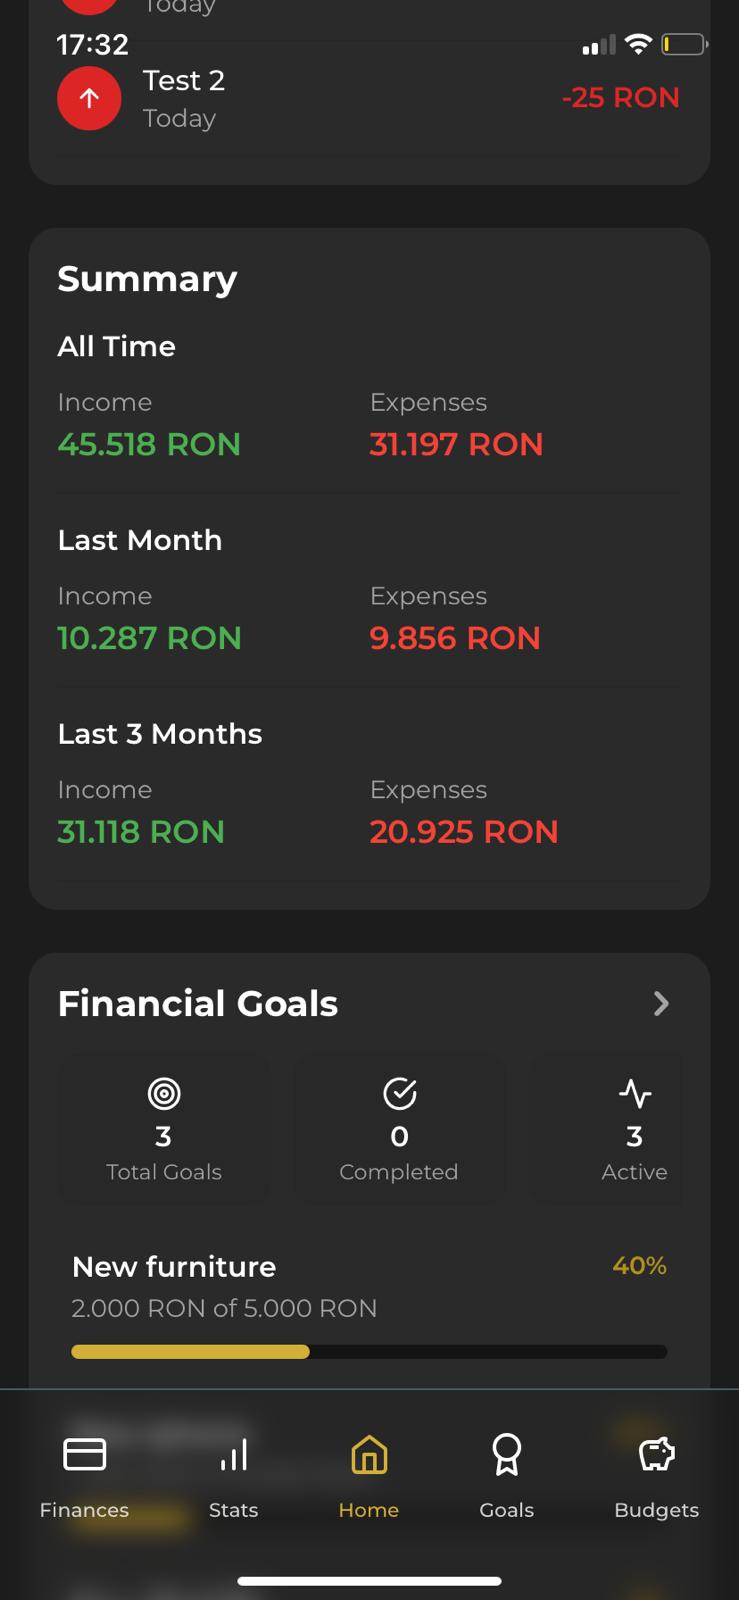 Today
17:32
Test 2
-25 RON
Today
Summary
All Time
Income Expenses
45.518 RON 31.197 RON
Last Month
Income Expenses
10.287 RON 9.856 RON
Last 3 Months
Income Expenses
31.118 RON 20.925 RON
Financial Goals
3 0 3
Total Goals Completed Active
New furniture 40%
2.000 RON of 5.000 RON
Finances Stats Home Goals Budgets